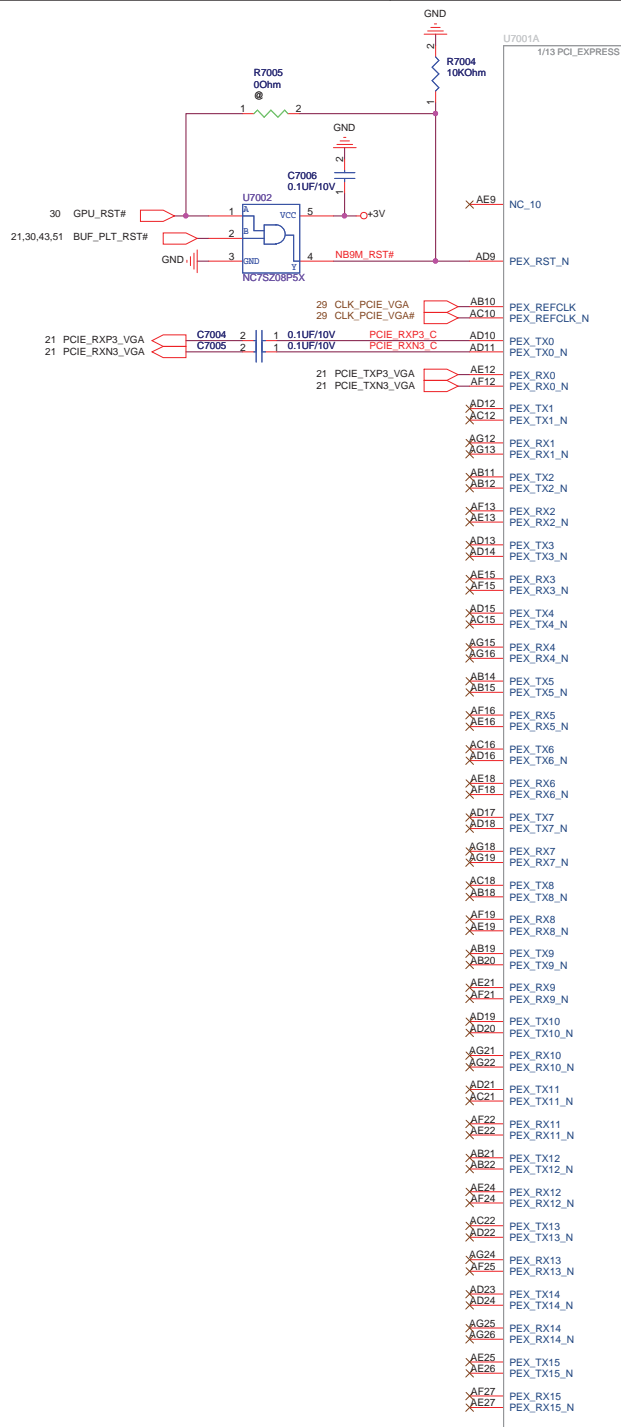 GND
U7001A
1/13 PCI_EXPRESS
2
R7004
10KOhm
1
R7005
0Ohm
@
1 2
GND
2
C7006
0.1UF/10V
1
U7002
30 GPU_RST# 1 A VCC 5 +3V
21,30,43,51 BUF_PLT_RST# 2 B
GND 3 GND Y 4 NB9M_RST#
NC7SZ08P5X
AE9 NC_10
AD9 PEX_RST_N
29 CLK_PCIE_VGA AB10 PEX_REFCLK
29 CLK_PCIE_VGA# AC10 PEX_REFCLK_N
21 PCIE_RXP3_VGA C7004 2 1 0.1UF/10V PCIE_RXP3_C AD10 PEX_TX0
21 PCIE_RXN3_VGA C7005 2 1 0.1UF/10V PCIE_RXN3_C AD11 PEX_TX0_N
21 PCIE_TXP3_VGA AE12 PEX_RX0
21 PCIE_TXN3_VGA AF12 PEX_RX0_N
AD12 PEX_TX1
AC12 PEX_TX1_N
AG12 PEX_RX1
AG13 PEX_RX1_N
AB11 PEX_TX2
AB12 PEX_TX2_N
AF13 PEX_RX2
AE13 PEX_RX2_N
AD13 PEX_TX3
AD14 PEX_TX3_N
AE15 PEX_RX3
AF15 PEX_RX3_N
AD15 PEX_TX4
AC15 PEX_TX4_N
AG15 PEX_RX4
AG16 PEX_RX4_N
AB14 PEX_TX5
AB15 PEX_TX5_N
AF16 PEX_RX5
AE16 PEX_RX5_N
AC16 PEX_TX6
AD16 PEX_TX6_N
AE18 PEX_RX6
AF18 PEX_RX6_N
AD17 PEX_TX7
AD18 PEX_TX7_N
AG18 PEX_RX7
AG19 PEX_RX7_N
AC18 PEX_TX8
AB18 PEX_TX8_N
AF19 PEX_RX8
AE19 PEX_RX8_N
AB19 PEX_TX9
AB20 PEX_TX9_N
AE21 PEX_RX9
AF21 PEX_RX9_N
AD19 PEX_TX10
AD20 PEX_TX10_N
AG21 PEX_RX10
AG22 PEX_RX10_N
AD21 PEX_TX11
AC21 PEX_TX11_N
AF22 PEX_RX11
AE22 PEX_RX11_N
AB21 PEX_TX12
AB22 PEX_TX12_N
AE24 PEX_RX12
AF24 PEX_RX12_N
AC22 PEX_TX13
AD22 PEX_TX13_N
AG24 PEX_RX13
AF25 PEX_RX13_N
AD23 PEX_TX14
AD24 PEX_TX14_N
AG25 PEX_RX14
AG26 PEX_RX14_N
AE25 PEX_TX15
AE26 PEX_TX15_N
AF27 PEX_RX15
AE27 PEX_RX15_N